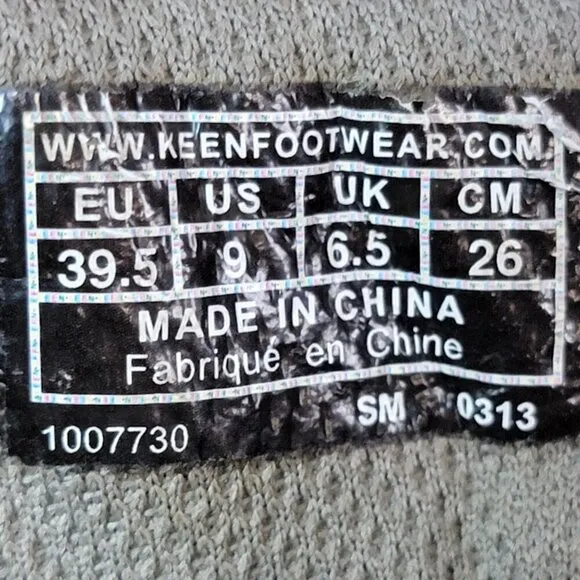 WWW.KEENFOOTWEAR.COM
EU US UK CM
39.5 9 6.5 26
MADE IN CHINA
Fabriqué en Chine
SM 0313
1007730